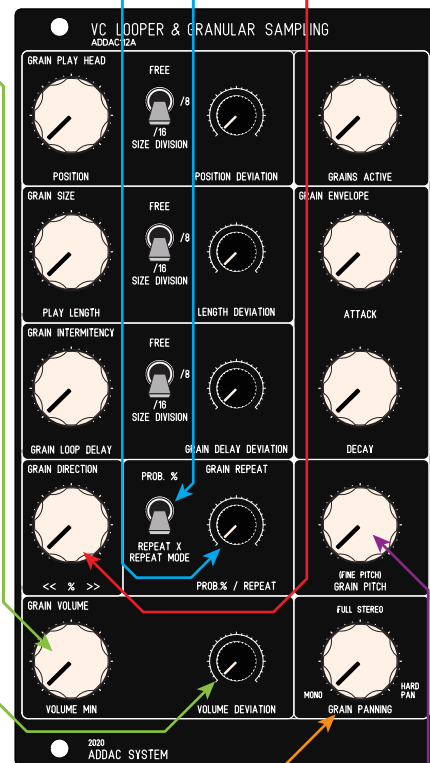 VC LOOPER & GRANULAR SAMPLING
ADDAC112A
GRAIN PLAY HEAD
FREE
/8
/16
SIZE DIVISION
POSITION
POSITION DEVIATION
GRAINS ACTIVE
GRAIN SIZE
FREE
/8
/16
SIZE DIVISION
PLAY LENGTH
LENGTH DEVIATION
GRAIN ENVELOPE
ATTACK
GRAIN INTERMITENCY
FREE
/8
/16
SIZE DIVISION
GRAIN LOOP DELAY
GRAIN DELAY DEVIATION
DECAY
GRAIN DIRECTION
<< % >>
PROB. %
GRAIN REPEAT
REPEAT X
REPEAT MODE
PROB.% / REPEAT
(FINE PITCH)
GRAIN PITCH
GRAIN VOLUME
VOLUME MIN
VOLUME DEVIATION
FULL STEREO
MONO
HARD
PAN
GRAIN PANNING
2020
ADDAC SYSTEM